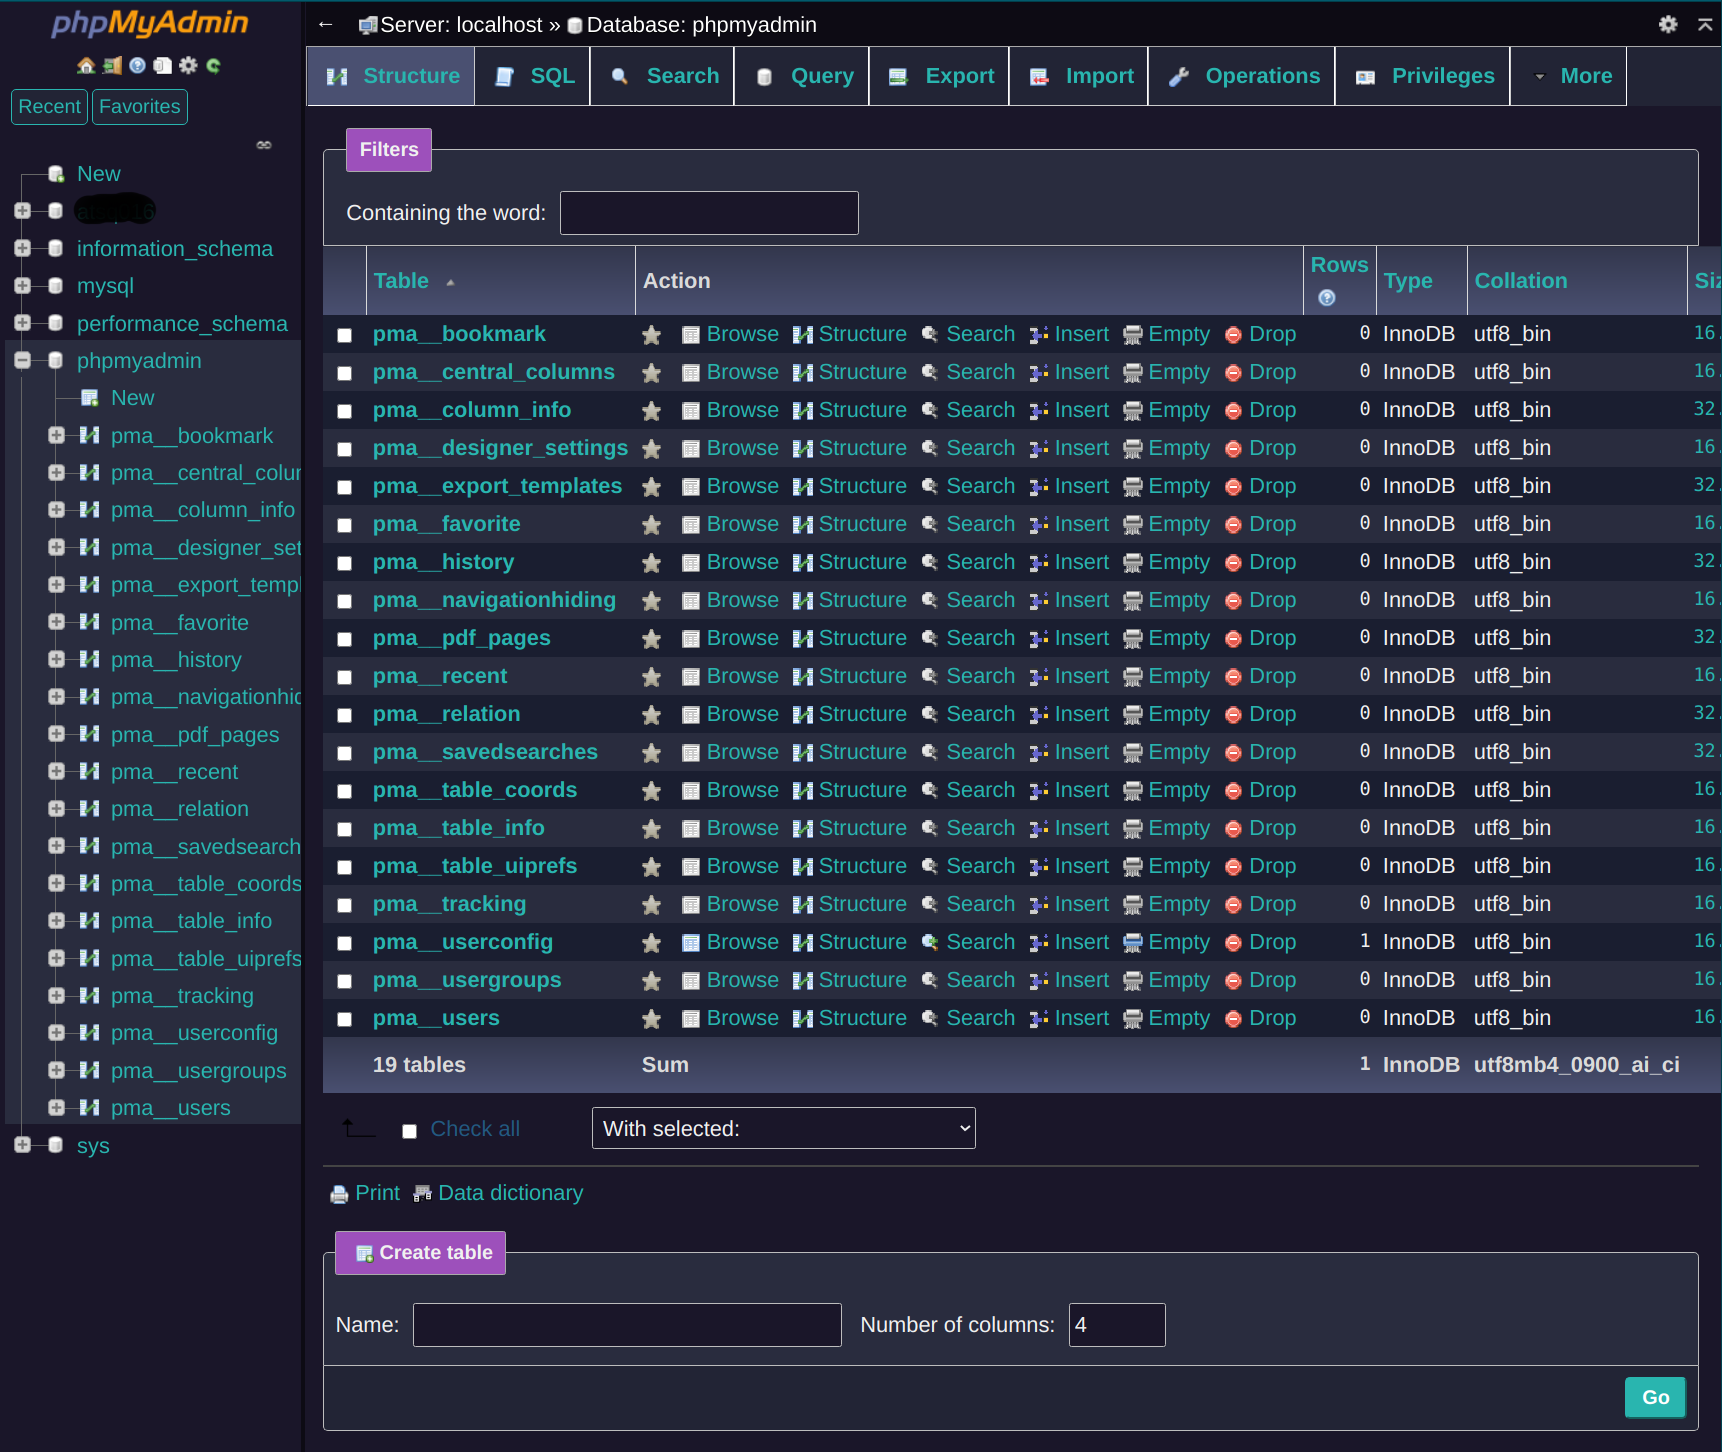 phpMyAdmin
Recent Favorites
New
information_schema
mysql
performance_schema
phpmyadmin
New
pma__bookmark
pma__central_colun
pma__column_info
pma__designer_set
pma__export_templ
pma__favorite
pma__history
pma__navigationhid
pma__pdf_pages
pma__recent
pma__relation
pma__savedsearch
pma__table_coords
pma__table_info
pma__table_uiprefs
pma__tracking
pma__userconfig
pma__usergroups
pma__users
sys
← Server: localhost » Database: phpmyadmin
Structure SQL Search Query Export Import Operations Privileges More
Filters
Containing the word:
Table Action Rows Type Collation Siz
pma__bookmark Browse Structure Search Insert Empty Drop 0 InnoDB utf8_bin 16.
pma__central_columns Browse Structure Search Insert Empty Drop 0 InnoDB utf8_bin 16.
pma__column_info Browse Structure Search Insert Empty Drop 0 InnoDB utf8_bin 32.
pma__designer_settings Browse Structure Search Insert Empty Drop 0 InnoDB utf8_bin 16.
pma__export_templates Browse Structure Search Insert Empty Drop 0 InnoDB utf8_bin 32.
pma__favorite Browse Structure Search Insert Empty Drop 0 InnoDB utf8_bin 16.
pma__history Browse Structure Search Insert Empty Drop 0 InnoDB utf8_bin 32.
pma__navigationhiding Browse Structure Search Insert Empty Drop 0 InnoDB utf8_bin 16.
pma__pdf_pages Browse Structure Search Insert Empty Drop 0 InnoDB utf8_bin 32.
pma__recent Browse Structure Search Insert Empty Drop 0 InnoDB utf8_bin 16.
pma__relation Browse Structure Search Insert Empty Drop 0 InnoDB utf8_bin 32.
pma__savedsearches Browse Structure Search Insert Empty Drop 0 InnoDB utf8_bin 32.
pma__table_coords Browse Structure Search Insert Empty Drop 0 InnoDB utf8_bin 16.
pma__table_info Browse Structure Search Insert Empty Drop 0 InnoDB utf8_bin 16.
pma__table_uiprefs Browse Structure Search Insert Empty Drop 0 InnoDB utf8_bin 16.
pma__tracking Browse Structure Search Insert Empty Drop 0 InnoDB utf8_bin 16.
pma__userconfig Browse Structure Search Insert Empty Drop 1 InnoDB utf8_bin 16.
pma__usergroups Browse Structure Search Insert Empty Drop 0 InnoDB utf8_bin 16.
pma__users Browse Structure Search Insert Empty Drop 0 InnoDB utf8_bin 16.
19 tables Sum 1 InnoDB utf8mb4_0900_ai_ci
Check all With selected:
Print Data dictionary
Create table
Name: Number of columns: 4
Go